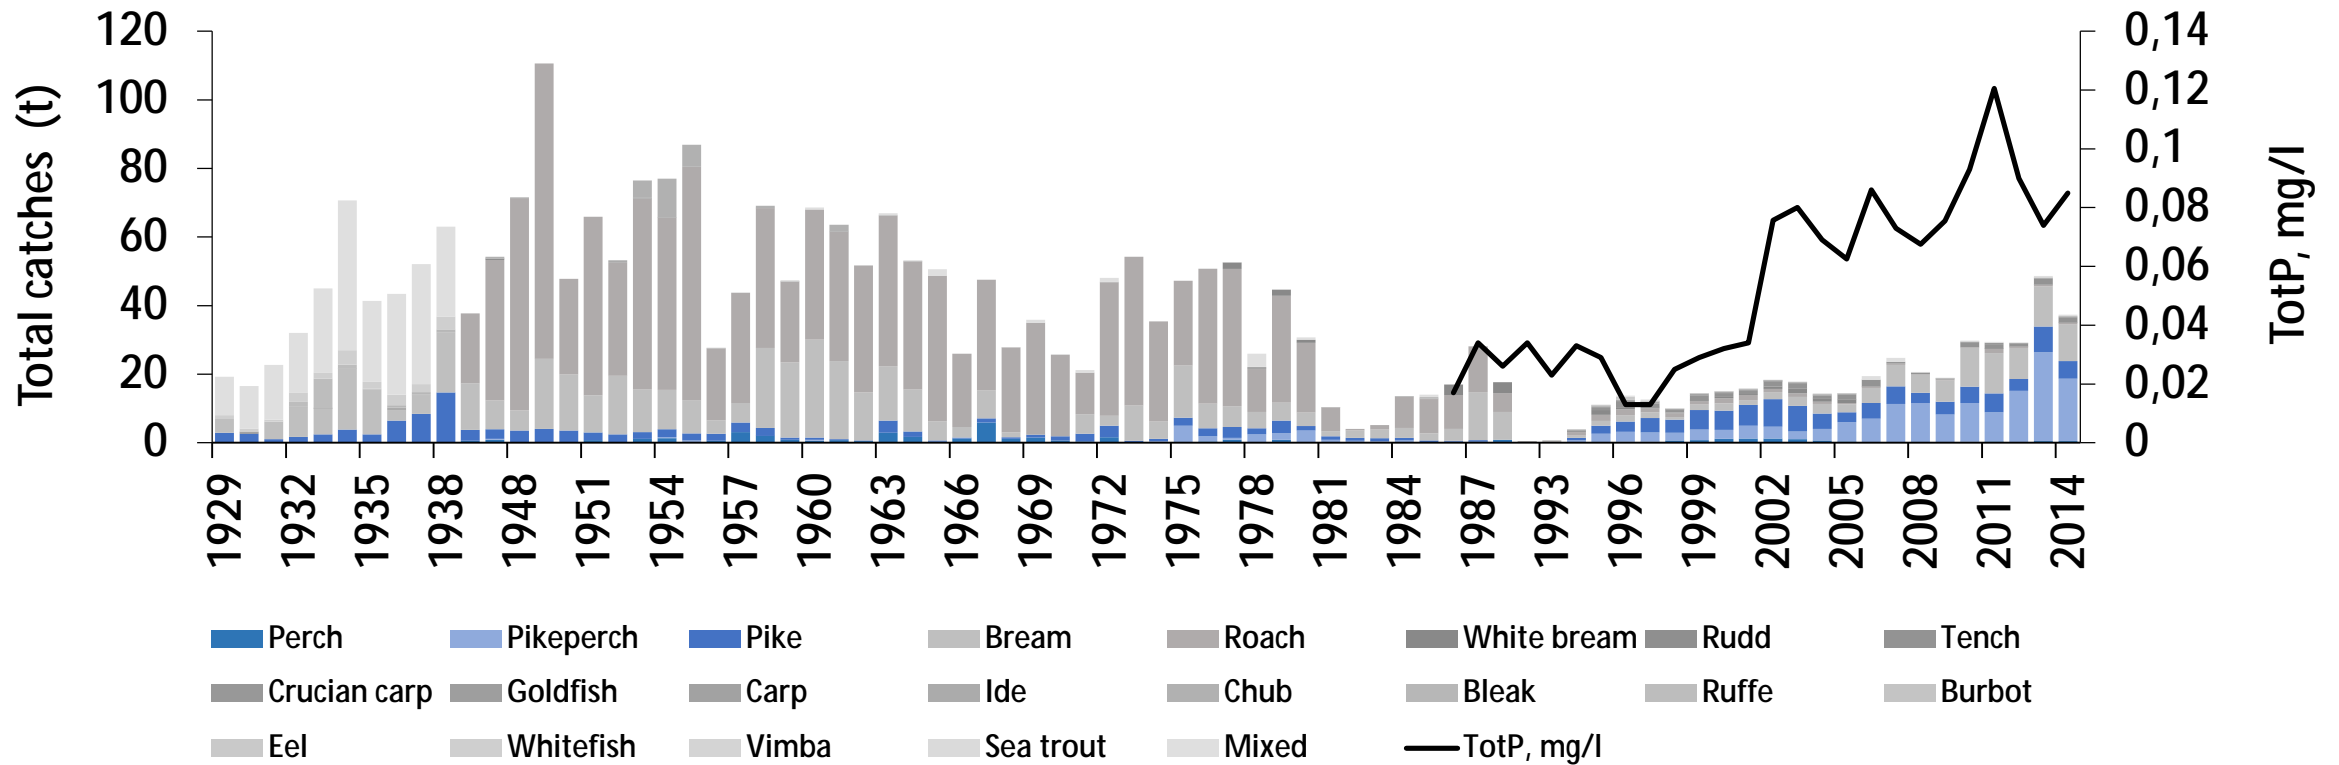 120
100
80
60
40
20
0
Total catches (t)
0,14
0,12
0,1
0,08
0,06
0,04
0,02
0
TotP, mg/l
1929 1932 1935 1938 1948 1951 1954 1957 1960 1963 1966 1969 1972 1975 1978 1981 1984 1987 1993 1996 1999 2002 2005 2008 2011 2014
Perch Pikeperch Pike Bream Roach White bream Rudd Tench
Crucian carp Goldfish Carp Ide Chub Bleak Ruffe Burbot
Eel Whitefish Vimba Sea trout Mixed TotP, mg/l